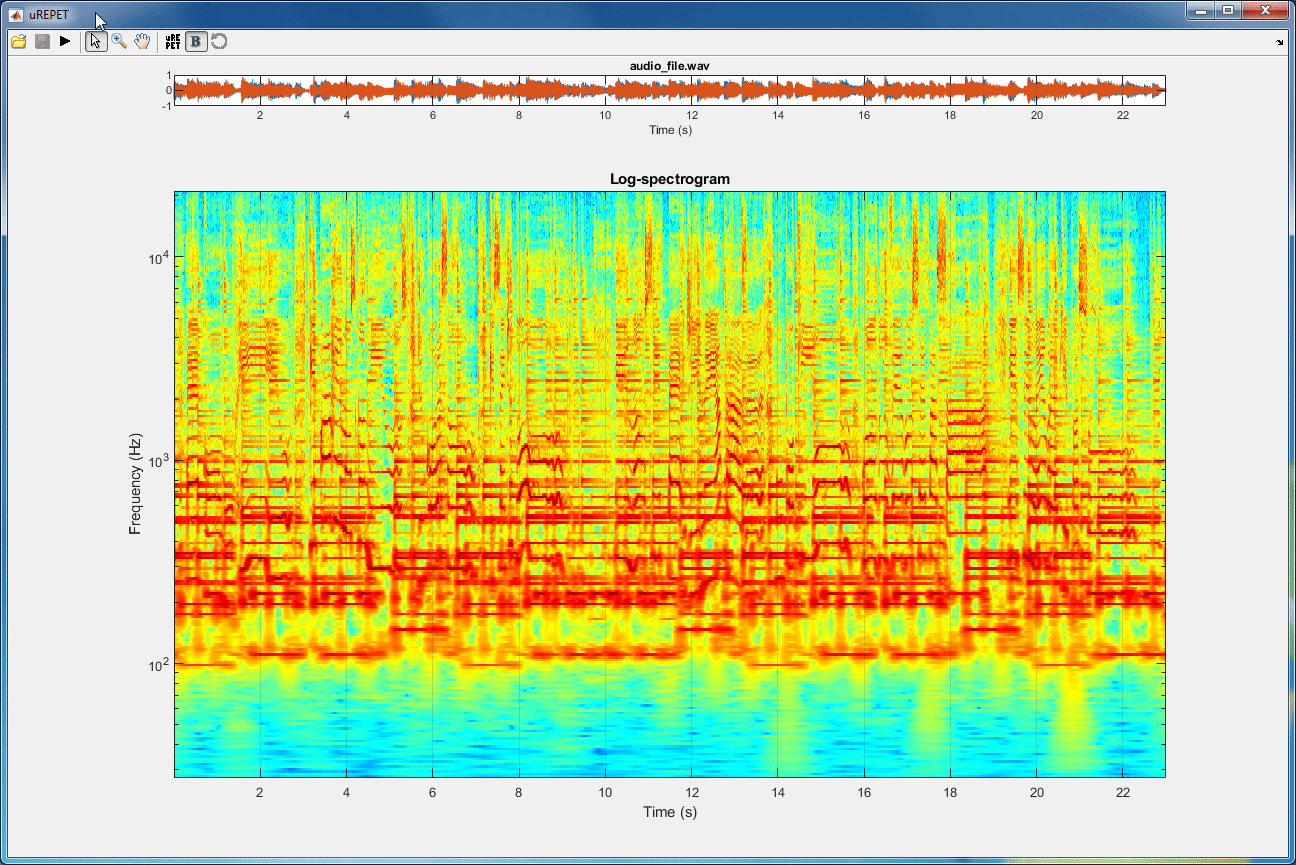 uREPET
uRE
PET
B
audio_file.wav
1
0
-1
2 4 6 8 10 12 14 16 18 20 22
Time (s)
Log-spectrogram
10^4
10^3
10^2
Frequency (Hz)
2 4 6 8 10 12 14 16 18 20 22
Time (s)